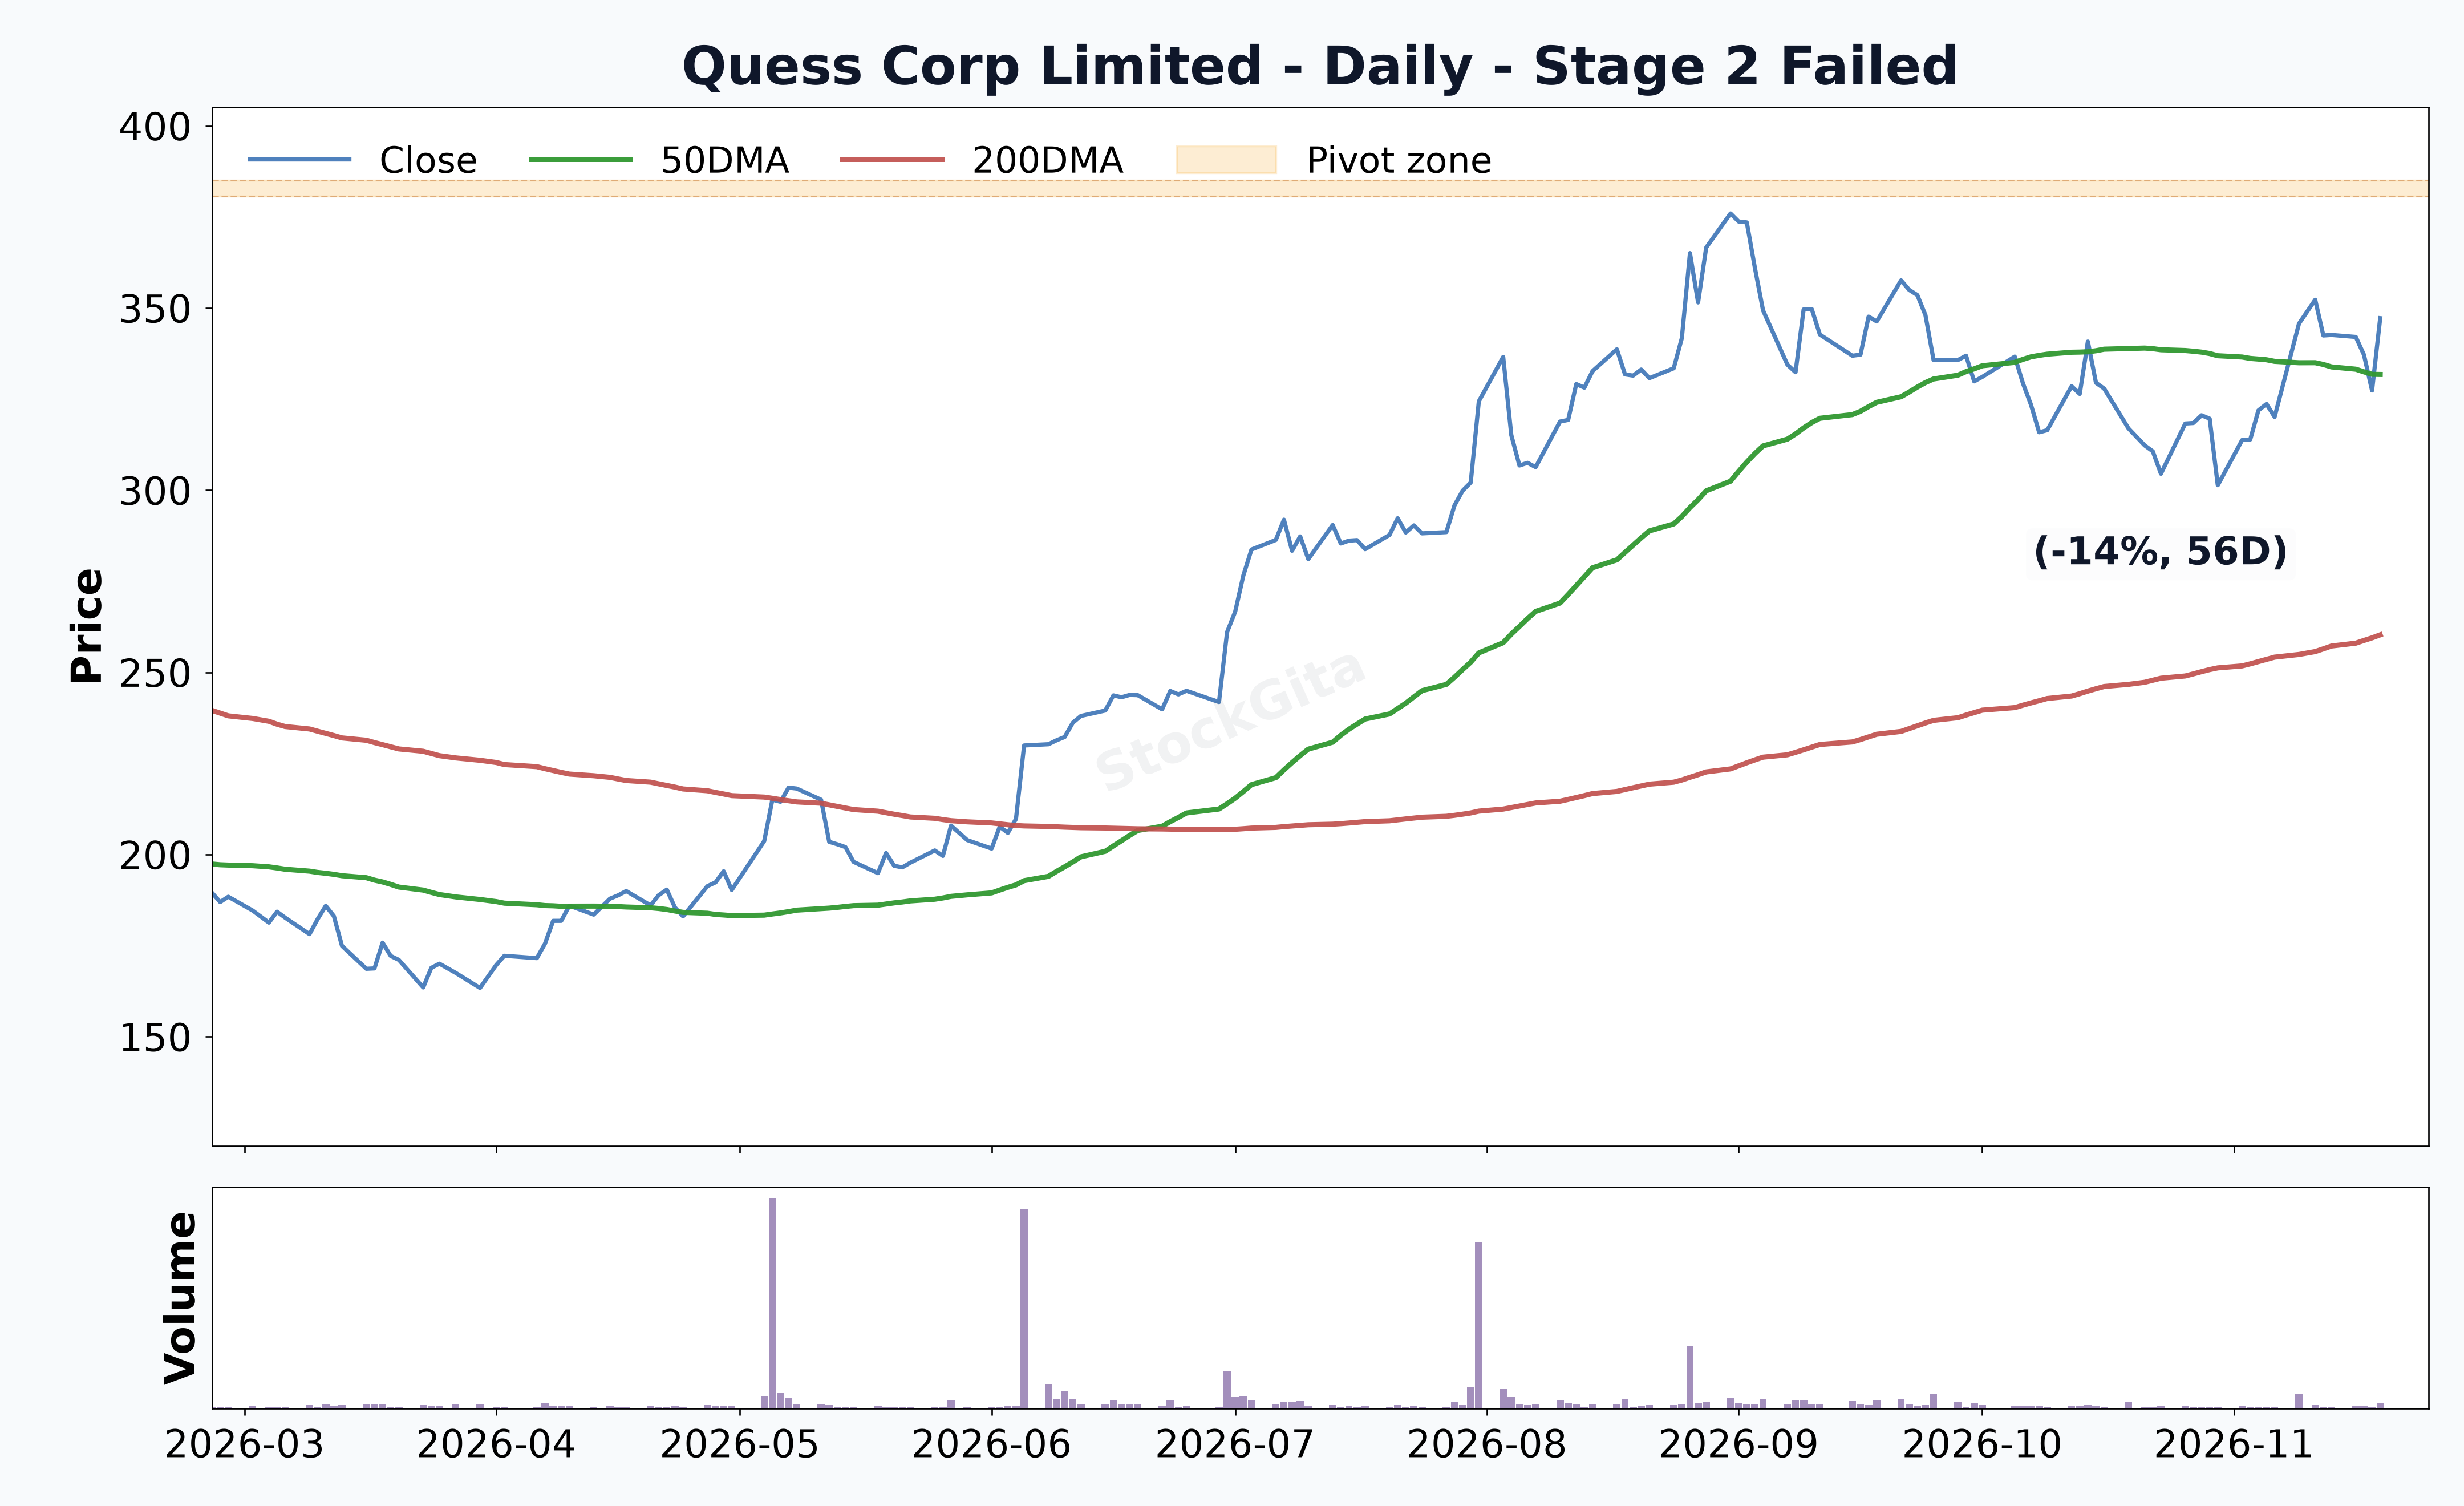 Quess Corp Limited - Daily - Stage 2 Failed
Close 50DMA 200DMA Pivot zone
400
350
300
250
200
150
Price
(-14%, 56D)
StockGita
Volume
2026-03 2026-04 2026-05 2026-06 2026-07 2026-08 2026-09 2026-10 2026-11